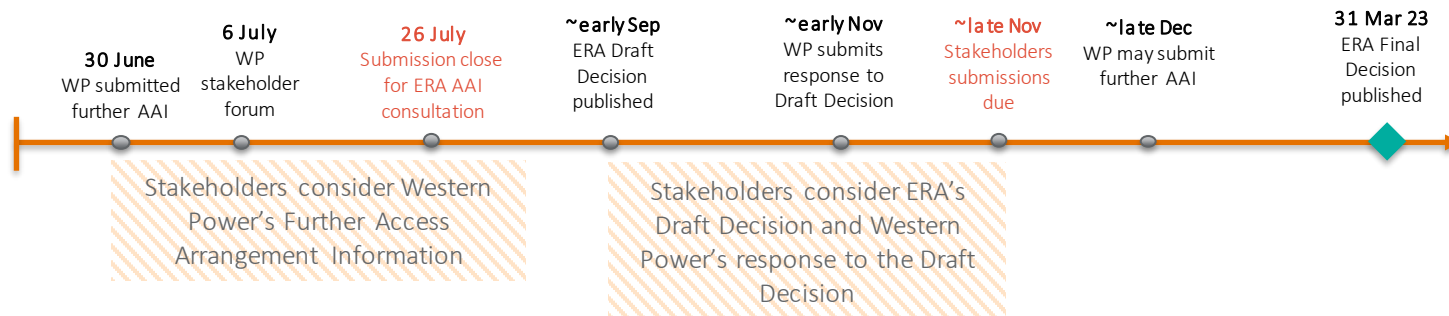 30 June
WP submitted
further AAI
6 July
WP
stakeholder
forum
26 July
Submission close
for ERA AAI
consultation
~early Sep
ERA Draft
Decision
published
~early Nov
WP submits
response to
Draft Decision
~late Nov
Stakeholders
submissions
due
~late Dec
WP may submit
further AAI
31 Mar 23
ERA Final
Decision
published
Stakeholders consider Western
Power's Further Access
Arrangement Information
Stakeholders consider ERA's
Draft Decision and Western
Power's response to the Draft
Decision